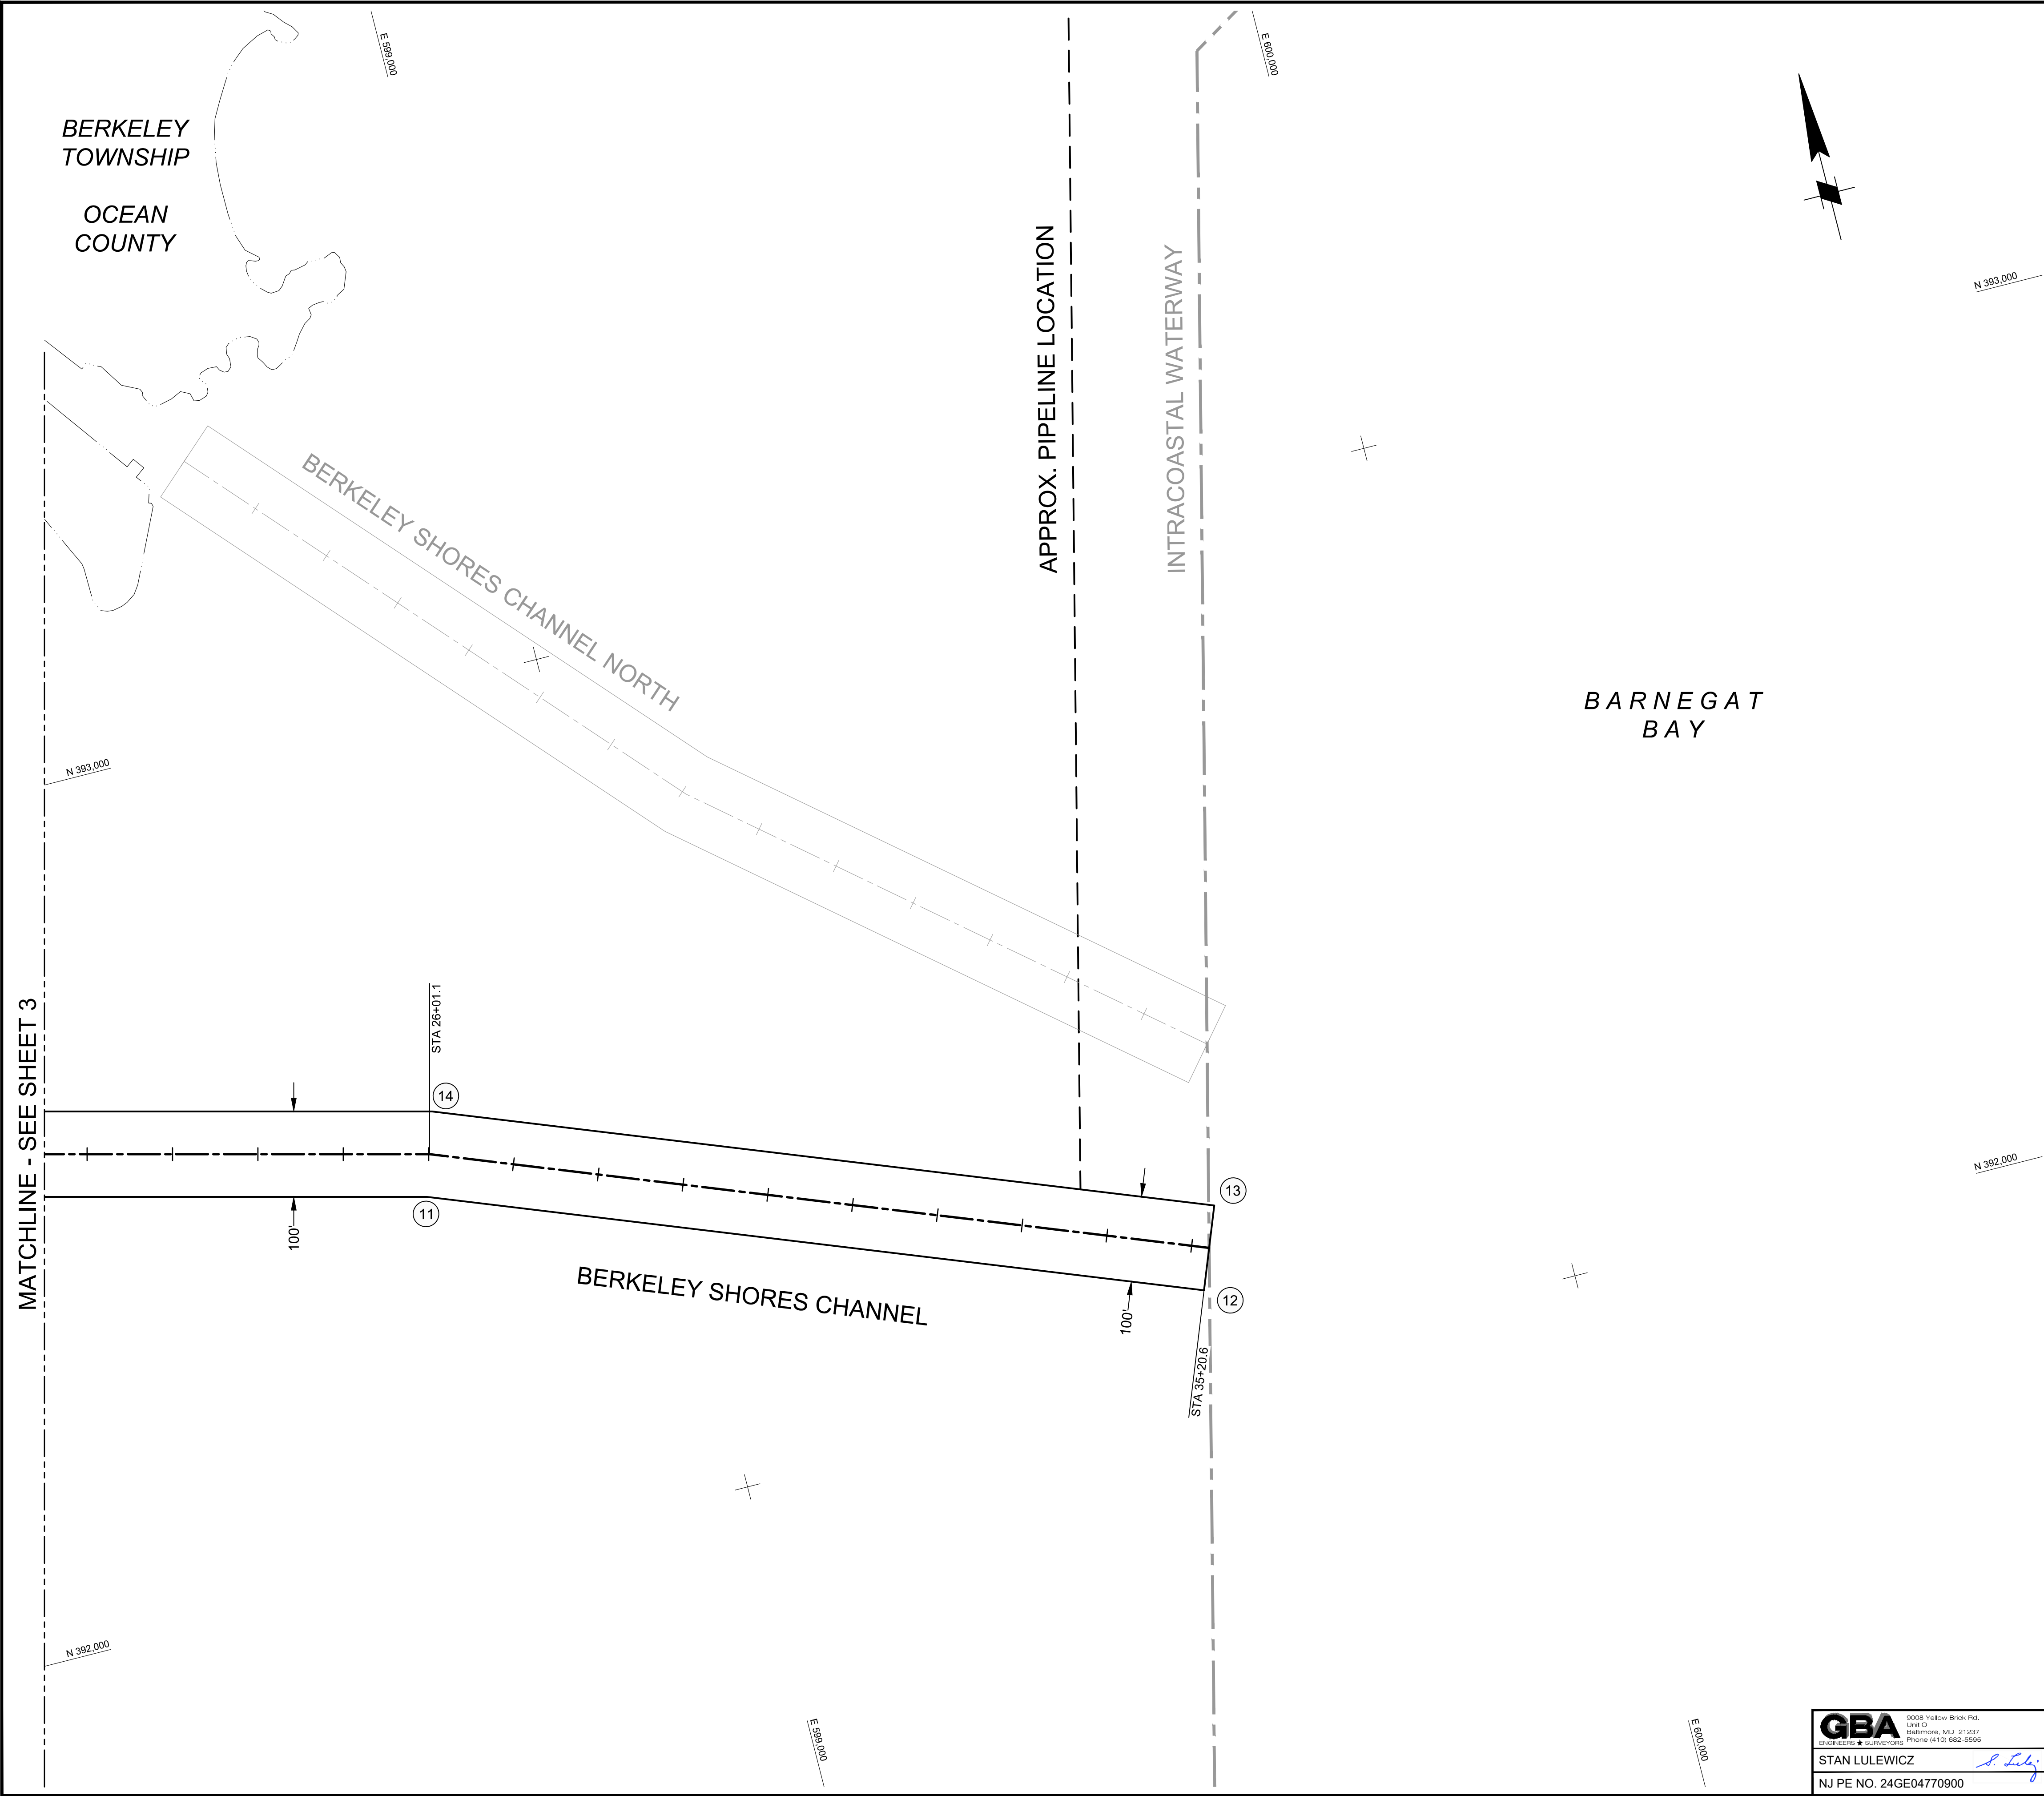 E 599,000
E 600,000
BERKELEY
TOWNSHIP
OCEAN
COUNTY
APPROX. PIPELINE LOCATION
INTRACOASTAL WATERWAY
N 393,000
BERKELEY SHORES CHANNEL NORTH
BARNEGAT
BAY
N 393,000
MATCHLINE - SEE SHEET 3
STA 26+01.1
14
13
N 392,000
11
100'
BERKELEY SHORES CHANNEL
12
100'
STA 35+20.6
N 392,000
E 599,000
E 600,000
GBA
ENGINEERS ★ SURVEYORS
9008 Yellow Brick Rd.
Unit O
Baltimore, MD 21237
Phone (410) 682-5595
STAN LULEWICZ
NJ PE NO. 24GE04770900